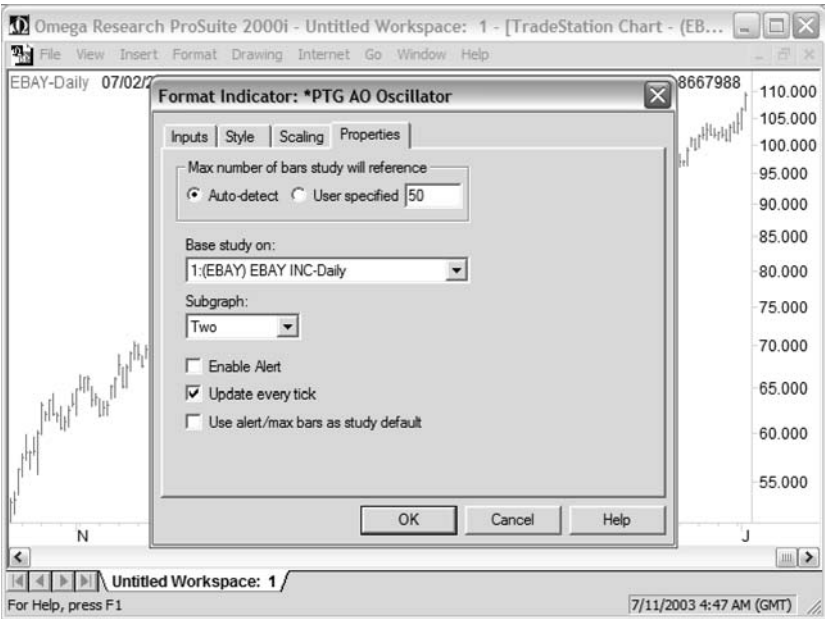 Omega Research ProSuite 2000i - Untitled Workspace: 1 - [TradeStation Chart - (EB...
File View Insert Format Drawing Internet Go Window Help
EBAY-Daily 07/02/2
8667988
Format Indicator: *PTG AO Oscillator
Inputs Style Scaling Properties
Max number of bars study will reference
Auto-detect User specified 50
Base study on:
1:(EBAY) EBAY INC-Daily
Subgraph:
Two
Enable Alert
Update every tick
Use alert/max bars as study default
OK Cancel Help
110.000
105.000
100.000
95.000
90.000
85.000
80.000
75.000
70.000
65.000
60.000
55.000
N J
Untitled Workspace: 1
For Help, press F1 7/11/2003 4:47 AM (GMT)